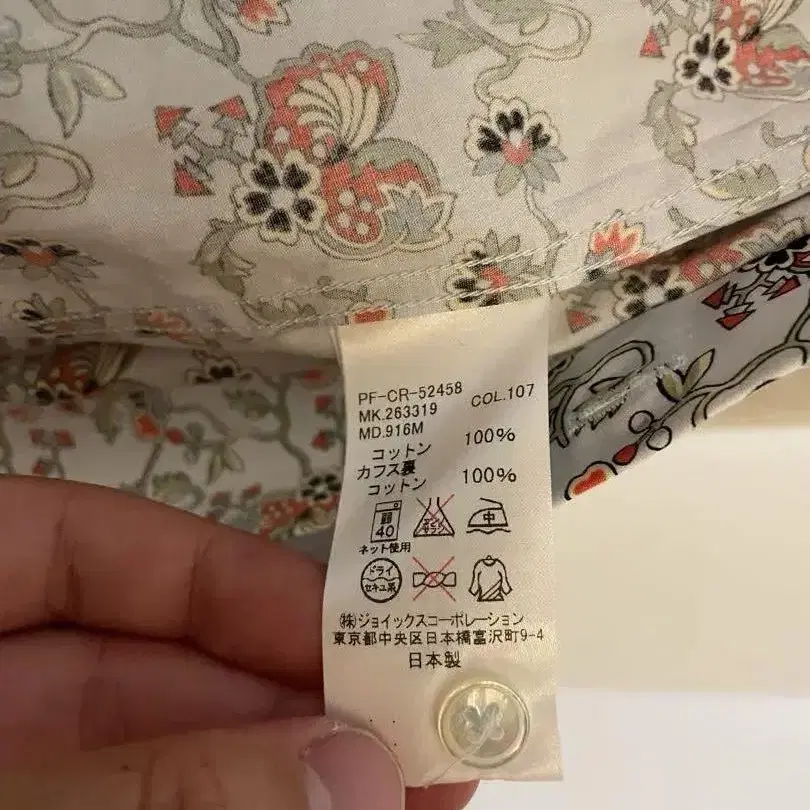 PF-CR-52458 COL.107
MK.263319
MD.916M
コットン 100%
カフス裏
コットン 100%
弱
40
中
ネット使用
ドライ
セキユ系
㈱ジョイックスコーポレーション
東京都中央区日本橋富沢町9-4
日本製